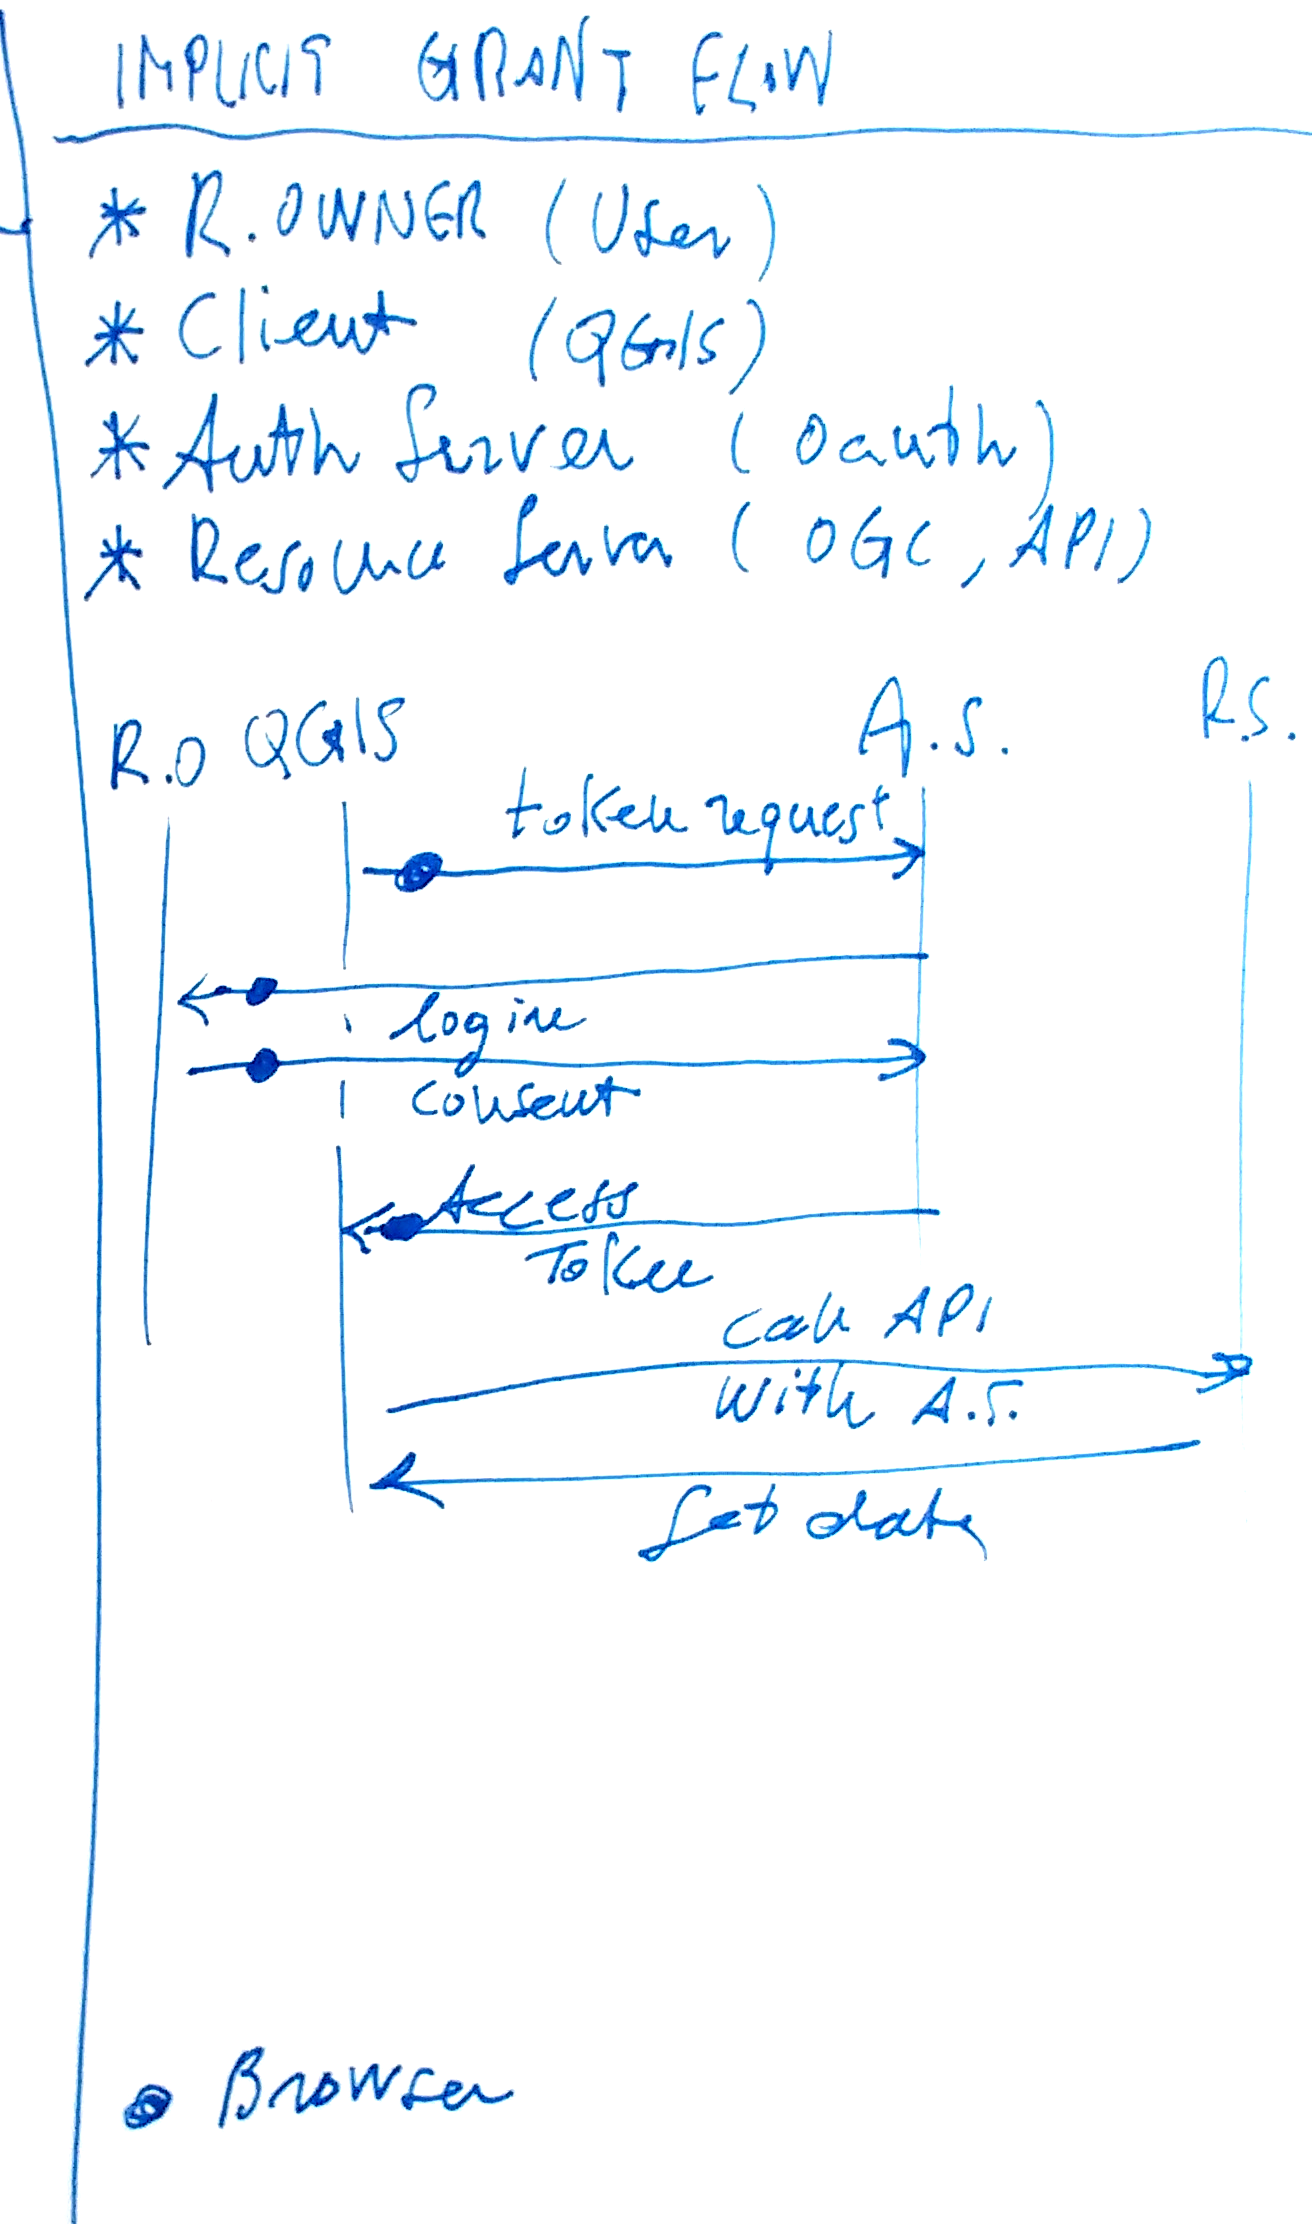 IMPLICIT GRANT FLOW
* R. OWNER (User)
* Client (QGIS)
* Auth Server (Oauth)
* Resource Server (OGC, API)
R.O QGIS A.S. R.S.
token request
login
consent
Access
Token
call API
with A.T.
Get data
• Browser